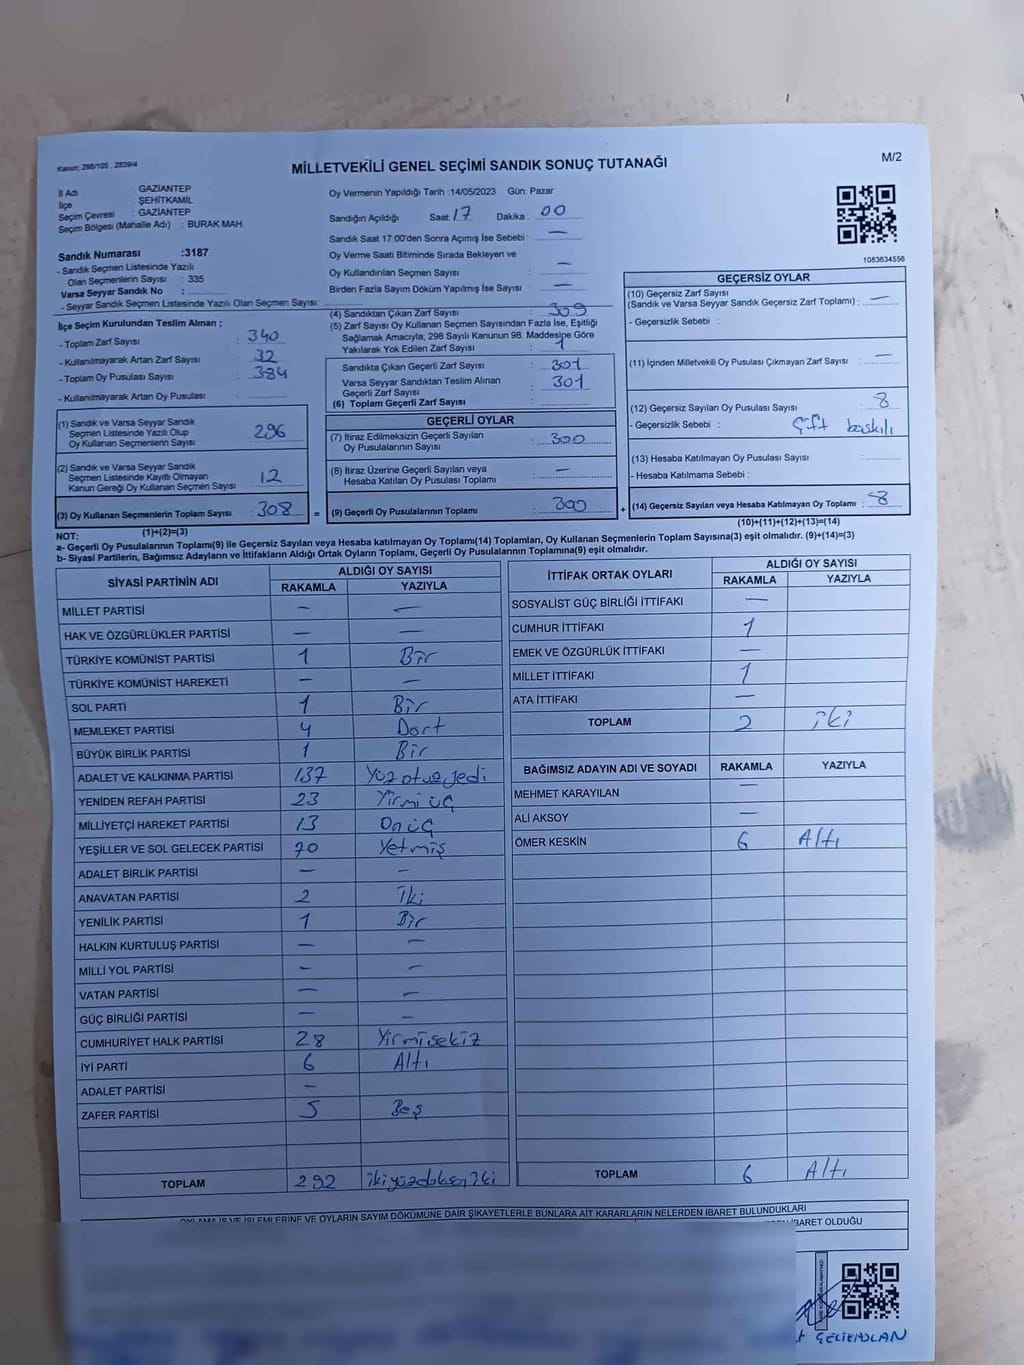 Kanun: 298/105 , 2839/4
MİLLETVEKİLİ GENEL SEÇİMİ SANDIK SONUÇ TUTANAĞI
M/2
İl Adı : GAZİANTEP
İlçe : ŞEHİTKAMİL
Seçim Çevresi : GAZİANTEP
Seçim Bölgesi (Mahalle Adı) : BURAK MAH.
Sandık Numarası :3187
- Sandık Seçmen Listesinde Yazılı
Olan Seçmenlerin Sayısı : 335
Varsa Seyyar Sandık No :
- Seyyar Sandık Seçmen Listesinde Yazılı Olan Seçmen Sayısı:
Oy Vermenin Yapıldığı Tarih :14/05/2023 Gün: Pazar
Sandığın Açıldığı Saat: 17 Dakika : 00
Sandık Saat 17:00'den Sonra Açımış İse Sebebi : —
Oy Verme Saati Bitiminde Sırada Bekleyen ve
Oy Kullandırılan Seçmen Sayısı : —
Birden Fazla Sayım Döküm Yapılmış İse Sayısı : —
1083634556
İlçe Seçim Kurulundan Teslim Alınan ;
- Toplam Zarf Sayısı : 340
- Kullanılmayarak Artan Zarf Sayısı : 32
- Toplam Oy Pusulası Sayısı : 384
- Kullanılmayarak Artan Oy Pusulası :
(4) Sandıktan Çıkan Zarf Sayısı : 309
(5) Zarf Sayısı Oy Kullanan Seçmen Sayısından Fazla İse, Eşitliği
Sağlamak Amacıyla; 298 Sayılı Kanunun 98. Maddesine Göre
Yakılarak Yok Edilen Zarf Sayısı : 1
Sandıkta Çıkan Geçerli Zarf Sayısı : 301
Varsa Seyyar Sandıktan Teslim Alınan
Geçerli Zarf Sayısı : 301
(6) Toplam Geçerli Zarf Sayısı :
GEÇERSİZ OYLAR
(10) Geçersiz Zarf Sayısı
(Sandık ve Varsa Seyyar Sandık Geçersiz Zarf Toplamı) : —
- Geçersizlik Sebebi :
(11) İçinden Milletvekili Oy Pusulası Çıkmayan Zarf Sayısı : —
(12) Geçersiz Sayılan Oy Pusulası Sayısı : 8
- Geçersizlik Sebebi : Çift baskılı
(13) Hesaba Katılmayan Oy Pusulası Sayısı :
- Hesaba Katılmama Sebebi :
(14) Geçersiz Sayılan veya Hesaba Katılmayan Oy Toplamı : 8
(10)+(11)+(12)+(13)=(14)
(1) Sandık ve Varsa Seyyar Sandık
Seçmen Listesinde Yazılı Olup
Oy Kullanan Seçmenlerin Sayısı : 296
(2) Sandık ve Varsa Seyyar Sandık
Seçmen Listesinde Kayıtlı Olmayan
Kanun Gereği Oy Kullanan Seçmen Sayısı : 12
(3) Oy Kullanan Seçmenlerin Toplam Sayısı : 308 =
(1)+(2)=(3)
GEÇERLİ OYLAR
(7) İtiraz Edilmeksizin Geçerli Sayılan
Oy Pusulalarının Sayısı : 300
(8) İtiraz Üzerine Geçerli Sayılan veya
Hesaba Katılan Oy Pusulası Toplamı : —
(9) Geçerli Oy Pusulalarının Toplamı : 300 +
NOT:
a- Geçerli Oy Pusulalarının Toplamı(9) ile Geçersiz Sayılan veya Hesaba katılmayan Oy Toplamı(14) Toplamları, Oy Kullanan Seçmenlerin Toplam Sayısına(3) eşit olmalıdır. (9)+(14)=(3)
b- Siyasi Partilerin, Bağımsız Adayların ve İttifakların Aldığı Ortak Oyların Toplamı, Geçerli Oy Pusulalarının Toplamına(9) eşit olmalıdır.
SİYASİ PARTİNİN ADI ALDIĞI OY SAYISI
RAKAMLA YAZIYLA
MİLLET PARTİSİ — —
HAK VE ÖZGÜRLÜKLER PARTİSİ — —
TÜRKİYE KOMÜNİST PARTİSİ 1 Bir
TÜRKİYE KOMÜNİST HAREKETİ — —
SOL PARTİ 1 Bir
MEMLEKET PARTİSİ 4 Dört
BÜYÜK BİRLİK PARTİSİ 1 Bir
ADALET VE KALKINMA PARTİSİ 137 Yüz otuz yedi
YENİDEN REFAH PARTİSİ 23 Yirmi üç
MİLLİYETÇİ HAREKET PARTİSİ 13 Onüç
YEŞİLLER VE SOL GELECEK PARTİSİ 70 Yetmiş
ADALET BİRLİK PARTİSİ — —
ANAVATAN PARTİSİ 2 İki
YENİLİK PARTİSİ 1 Bir
HALKIN KURTULUŞ PARTİSİ — —
MİLLİ YOL PARTİSİ — —
VATAN PARTİSİ — —
GÜÇ BİRLİĞİ PARTİSİ — —
CUMHURİYET HALK PARTİSİ 28 Yirmisekiz
İYİ PARTİ 6 Altı
ADALET PARTİSİ —
ZAFER PARTİSİ 5 Beş
TOPLAM 292 ikiyüzdoksan iki
İTTİFAK ORTAK OYLARI ALDIĞI OY SAYISI
RAKAMLA YAZIYLA
SOSYALİST GÜÇ BİRLİĞİ İTTİFAKI —
CUMHUR İTTİFAKI 1
EMEK VE ÖZGÜRLÜK İTTİFAKI —
MİLLET İTTİFAKI 1
ATA İTTİFAKI —
TOPLAM 2 iki
BAĞIMSIZ ADAYIN ADI VE SOYADI RAKAMLA YAZIYLA
MEHMET KARAYILAN —
ALİ AKSOY —
ÖMER KESKİN 6 Altı
TOPLAM 6 Altı
OYLAMA İŞ VE İŞLEMLERİNE VE OYLARIN SAYIM DÖKÜMÜNE DAİR ŞİKAYETLERLE BUNLARA AİT KARARLARIN NELERDEN İBARET BULUNDUKLARI
İBARET OLDUĞU
ÇELİKASLAN